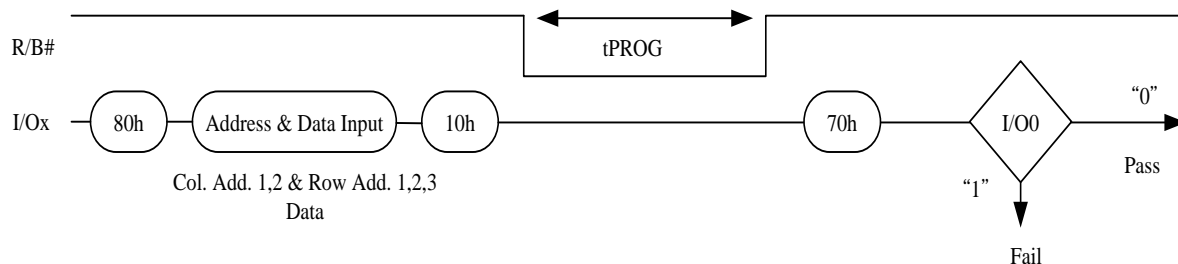 R/B#
tPROG
I/Ox
80h
Address & Data Input
10h
70h
I/O0
“0”
Pass
Col. Add. 1,2 & Row Add. 1,2,3
Data
“1”
Fail